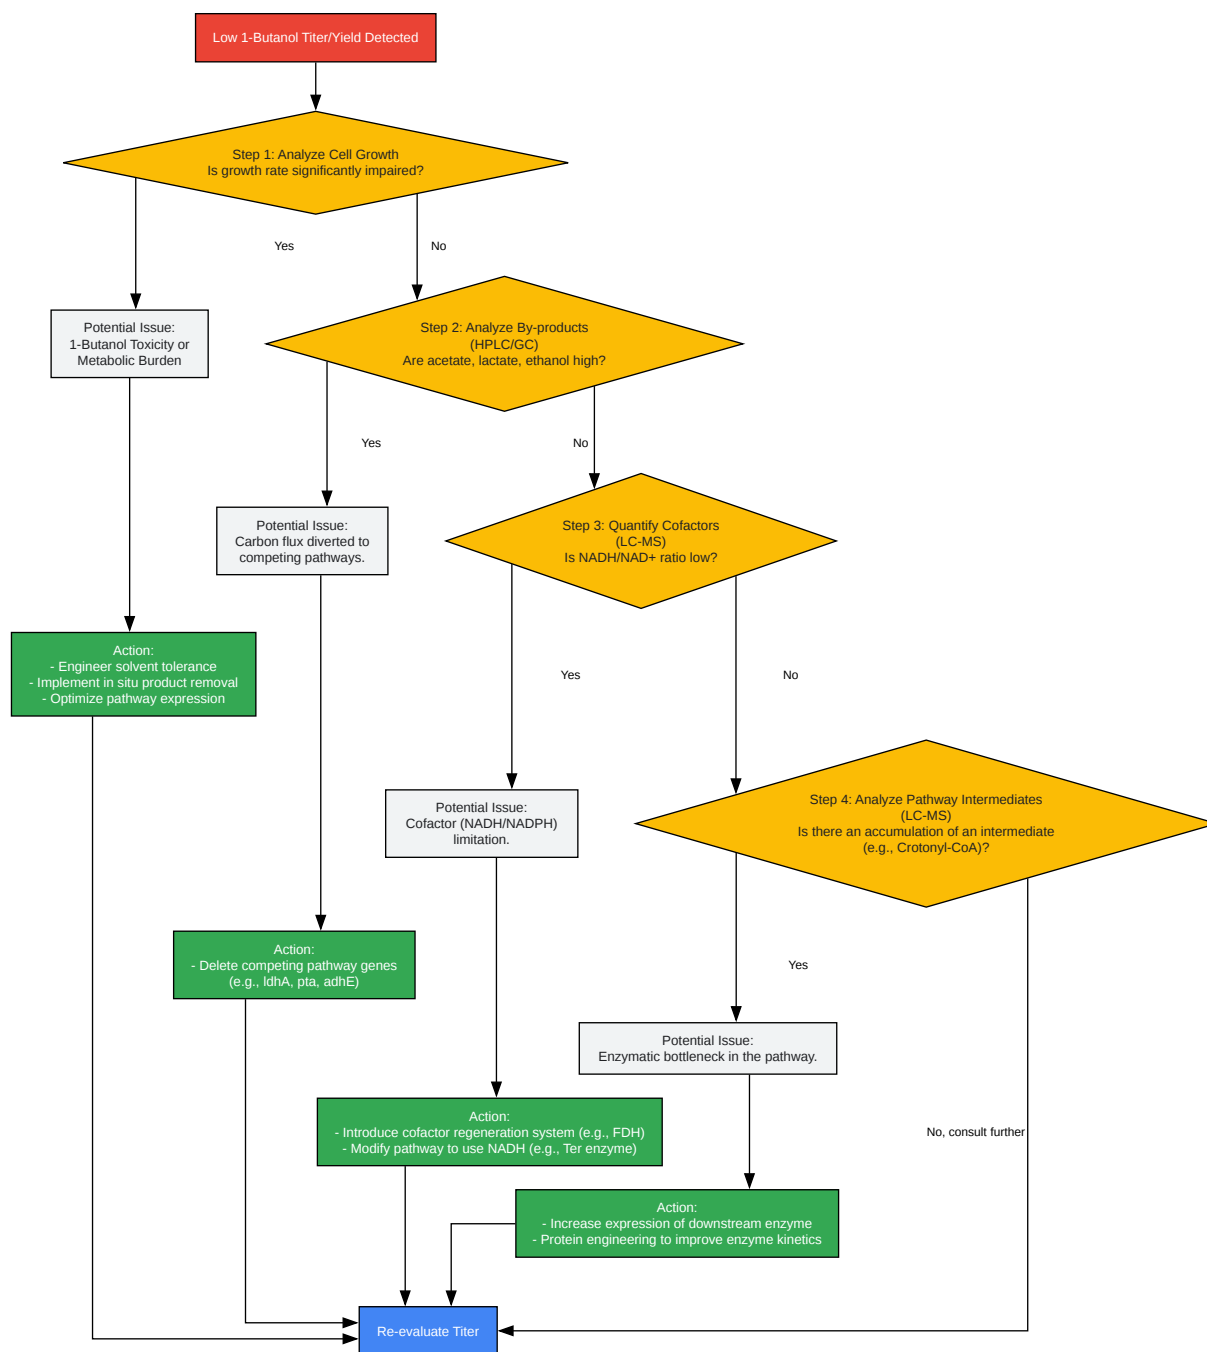 Low 1-Butanol Titer/Yield Detected
Step 1: Analyze Cell Growth
Is growth rate significantly impaired?
Yes
No
Potential Issue:
1-Butanol Toxicity or
Metabolic Burden
Step 2: Analyze By-products
(HPLC/GC)
Are acetate, lactate, ethanol high?
Yes
No
Potential Issue:
Carbon flux diverted to
competing pathways.
Step 3: Quantify Cofactors
(LC-MS)
Is NADH/NAD+ ratio low?
Action:
- Engineer solvent tolerance
- Implement in situ product removal
- Optimize pathway expression
Yes
No
Potential Issue:
Cofactor (NADH/NADPH)
limitation.
Step 4: Analyze Pathway Intermediates
(LC-MS)
Is there an accumulation of an intermediate
(e.g., Crotonyl-CoA)?
Action:
- Delete competing pathway genes
(e.g., ldhA, pta, adhE)
Yes
Potential Issue:
Enzymatic bottleneck in the pathway.
Action:
- Introduce cofactor regeneration system (e.g., FDH)
- Modify pathway to use NADH (e.g., Ter enzyme)
No, consult further
Action:
- Increase expression of downstream enzyme
- Protein engineering to improve enzyme kinetics
Re-evaluate Titer